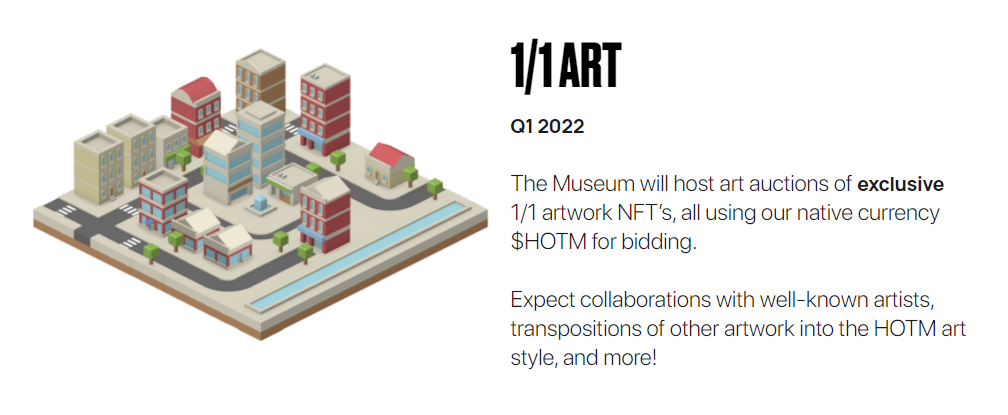 1/1 ART
Q1 2022
The Museum will host art auctions of exclusive
1/1 artwork NFT's, all using our native currency
$HOTM for bidding.
Expect collaborations with well-known artists,
transpositions of other artwork into the HOTM art
style, and more!